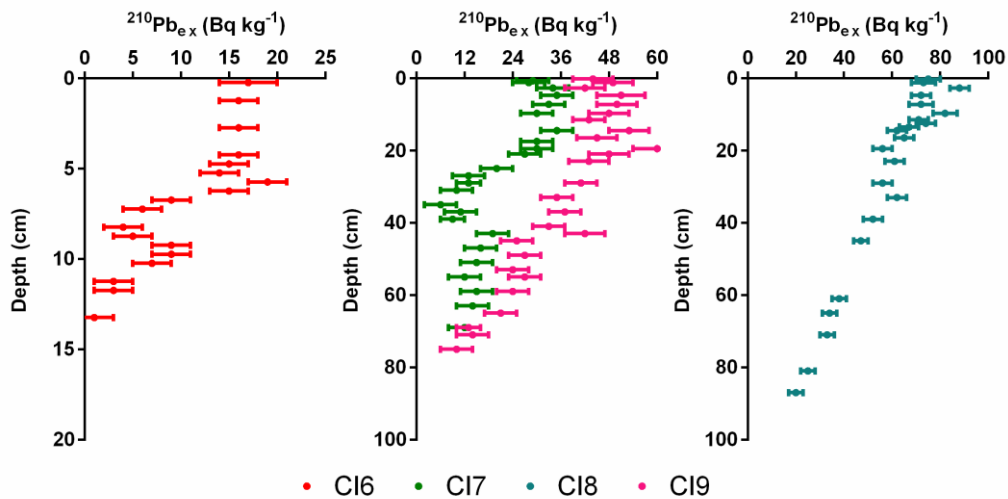 ²¹⁰Pbₑₓ (Bq kg⁻¹) ²¹⁰Pbₑₓ (Bq kg⁻¹) ²¹⁰Pbₑₓ (Bq kg⁻¹)
0 5 10 15 20 25
0
5
10
15
20
Depth (cm)
0 12 24 36 48 60
0
20
40
60
80
100
Depth (cm)
0 20 40 60 80 100
0
20
40
60
80
100
Depth (cm)
CI6 CI7 CI8 CI9